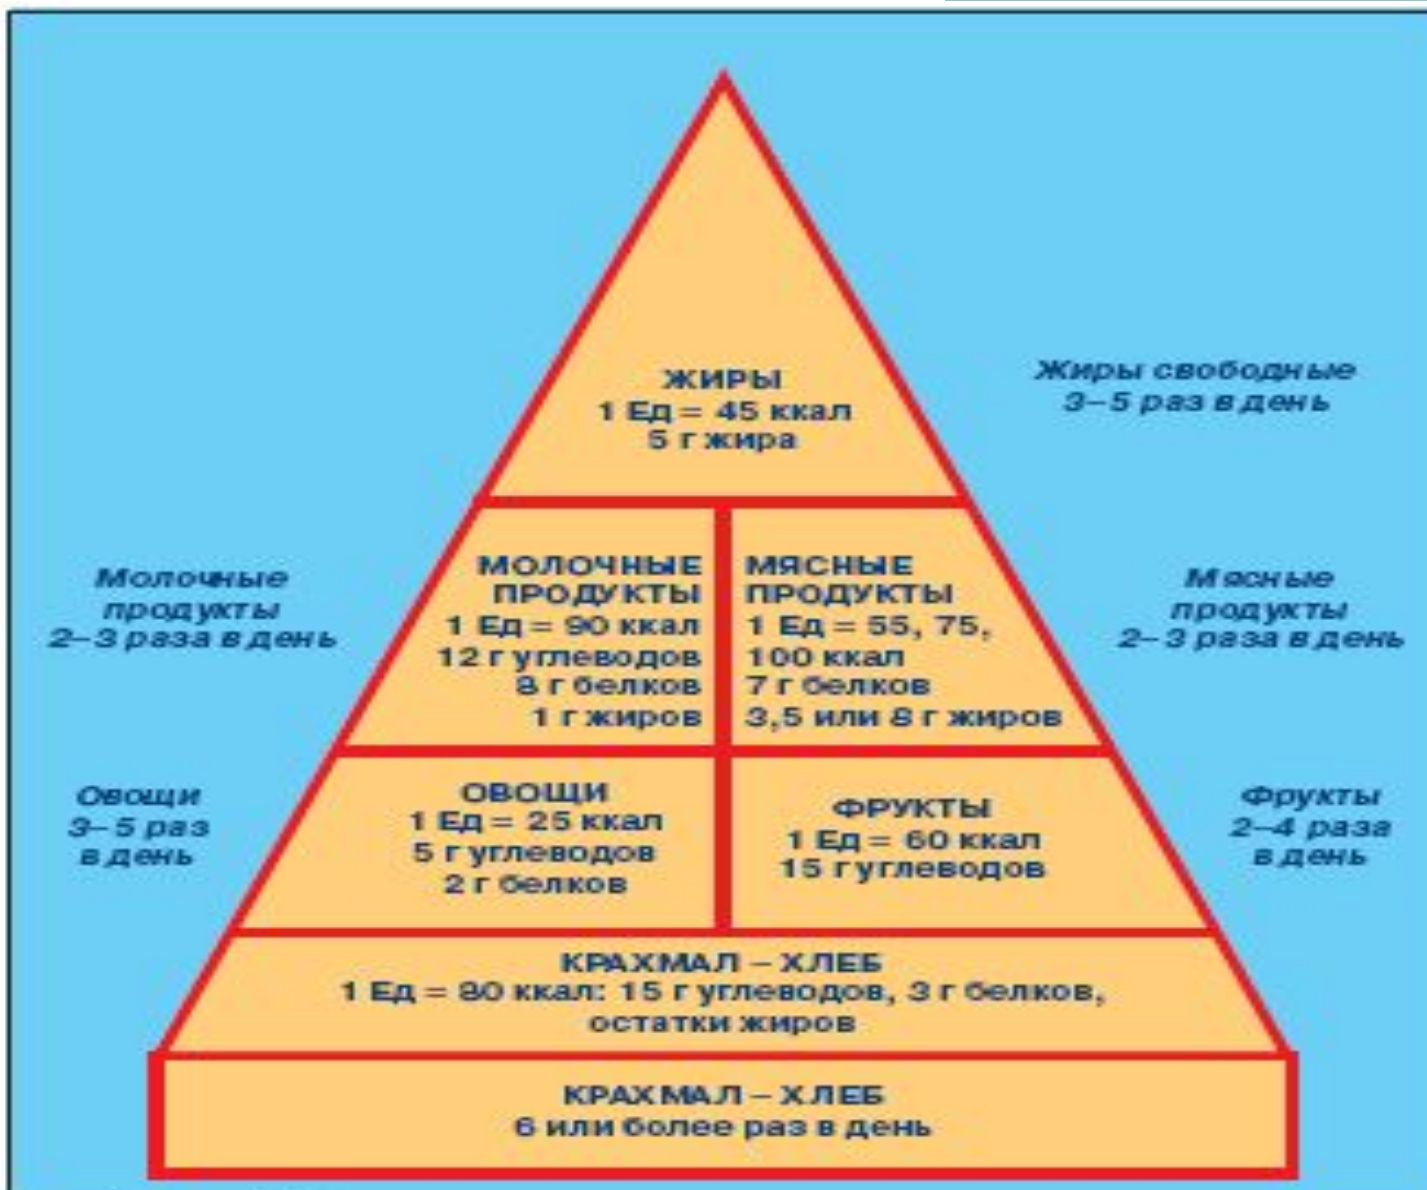 ЖИРЫ
1 Ед = 45 ккал
5 г жира
Жиры свободные
3–5 раз в день
Молочные
продукты
2–3 раза в день
МОЛОЧНЫЕ
ПРОДУКТЫ
1 Ед = 90 ккал
12 г углеводов
8 г белков
1 г жиров
МЯСНЫЕ
ПРОДУКТЫ
1 Ед = 55, 75,
100 ккал
7 г белков
3,5 или 8 г жиров
Мясные
продукты
2–3 раза в день
Овощи
3–5 раз
в день
ОВОЩИ
1 Ед = 25 ккал
5 г углеводов
2 г белков
ФРУКТЫ
1 Ед = 60 ккал
15 г углеводов
Фрукты
2–4 раза
в день
КРАХМАЛ – ХЛЕБ
1 Ед = 80 ккал: 15 г углеводов, 3 г белков,
остатки жиров
КРАХМАЛ – ХЛЕБ
6 или более раз в день